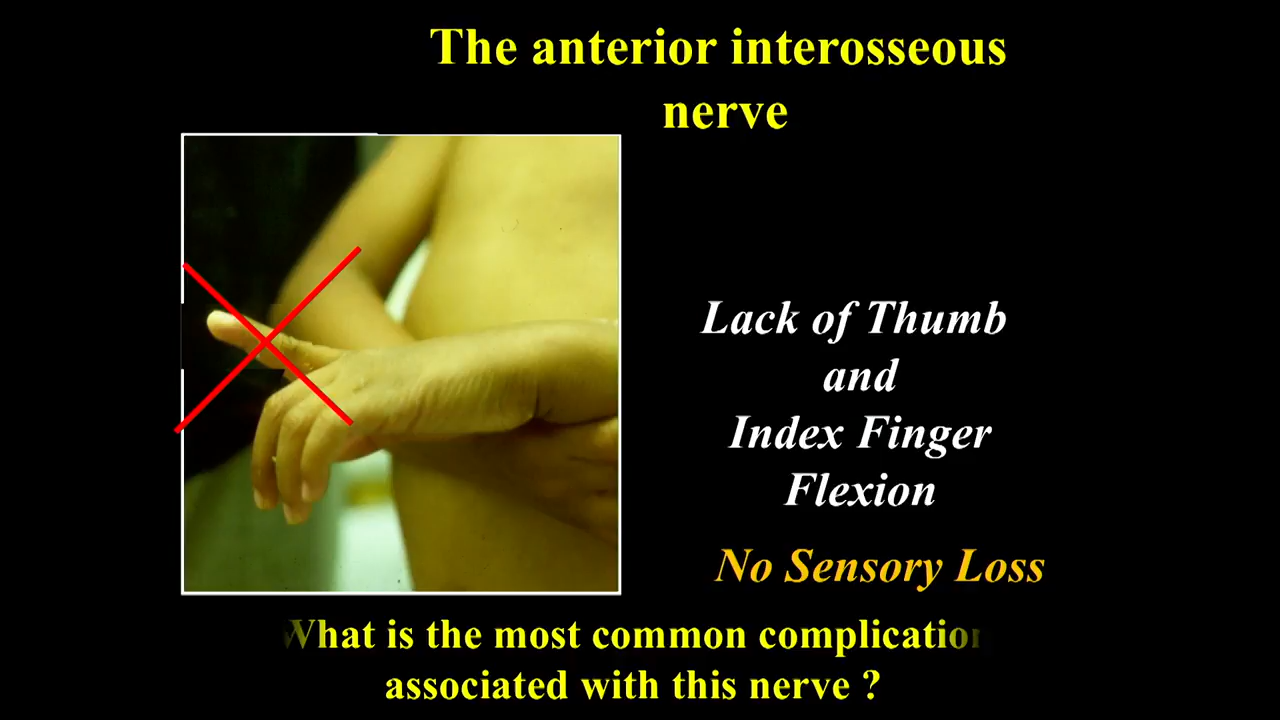 The anterior interosseous
nerve
Lack of Thumb
and
Index Finger
Flexion
No Sensory Loss
What is the most common complication
associated with this nerve ?